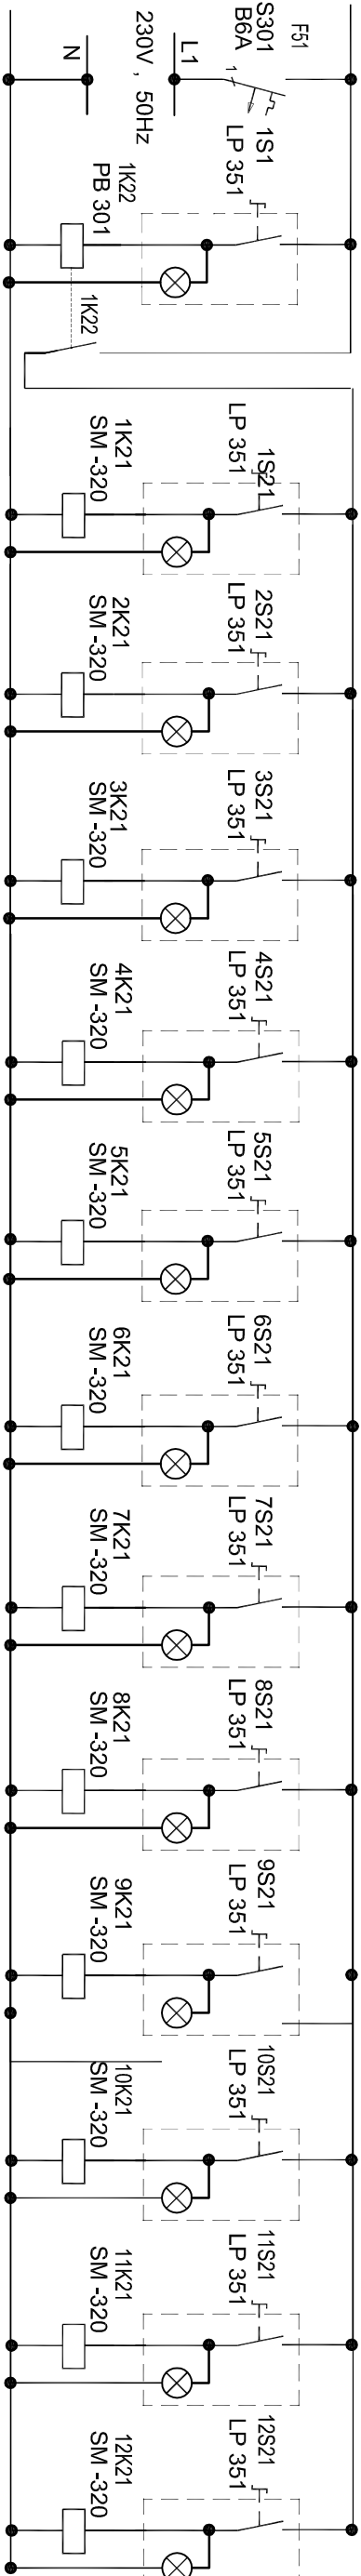 F51
S301
B6A
1
L1
230V , 50Hz
N
1S1
LP 351
1K22
PB 301
1K22
1S21
LP 351
1K21
SM -320
2S21
LP 351
2K21
SM -320
3S21
LP 351
3K21
SM -320
4S21
LP 351
4K21
SM -320
5S21
LP 351
5K21
SM -320
6S21
LP 351
6K21
SM -320
7S21
LP 351
7K21
SM -320
8S21
LP 351
8K21
SM -320
9S21
LP 351
9K21
SM -320
10S21
LP 351
10K21
SM -320
11S21
LP 351
11K21
SM -320
12S21
LP 351
12K21
SM -320